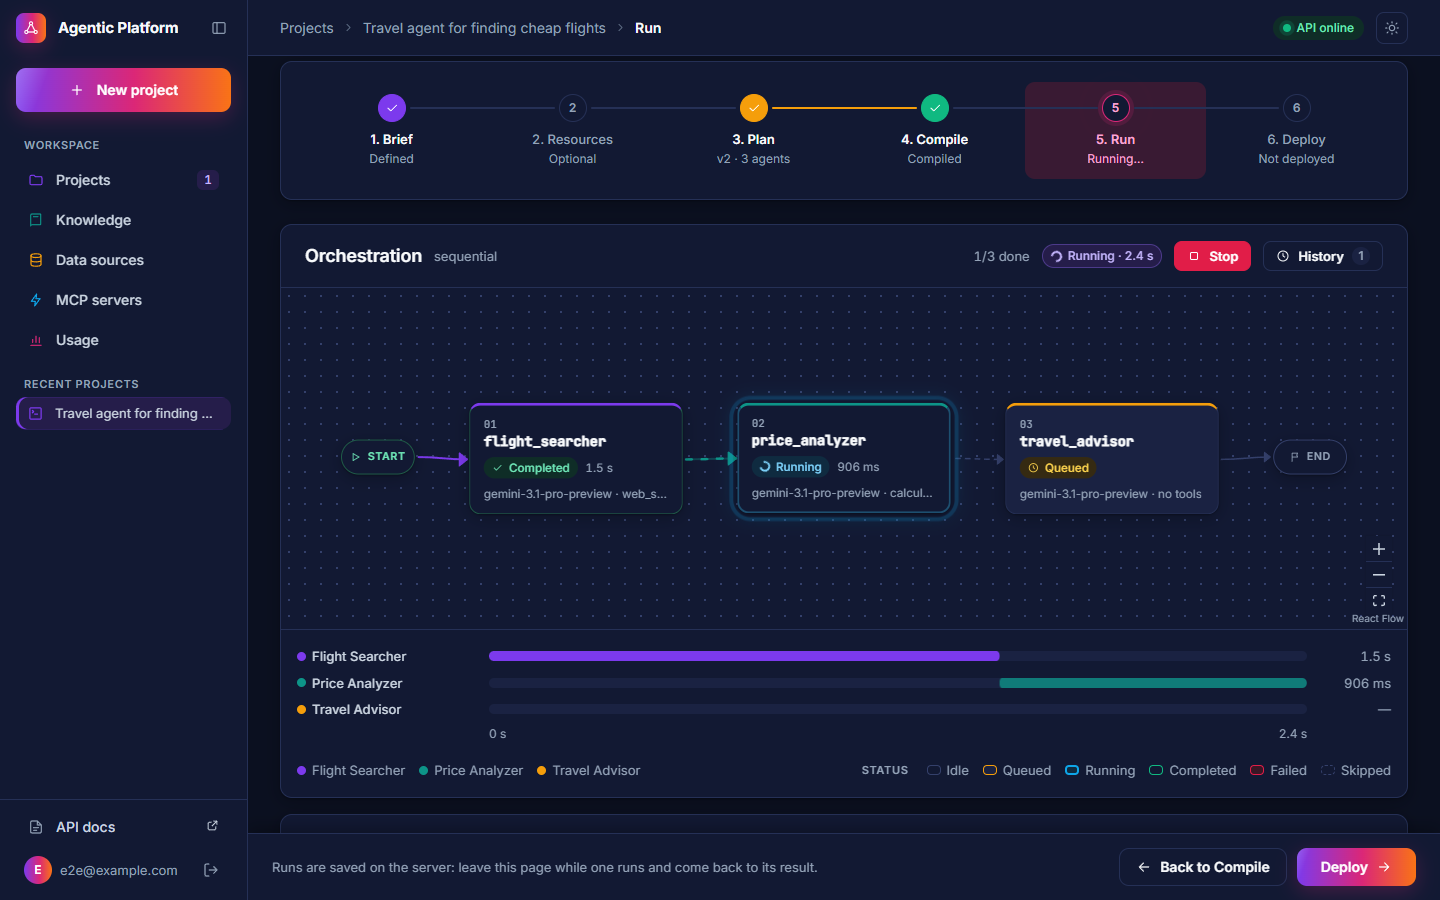 Agentic Platform
New project
WORKSPACE
Projects 1
Knowledge
Data sources
MCP servers
Usage
RECENT PROJECTS
Travel agent for finding ...
API docs
E e2e@example.com
Projects > Travel agent for finding cheap flights > Run
API online
1. Brief
Defined
2
2. Resources
Optional
3. Plan
v2 · 3 agents
4. Compile
Compiled
5
5. Run
Running...
6
6. Deploy
Not deployed
Orchestration sequential
1/3 done
Running · 2.4 s
Stop
History 1
START
01
flight_searcher
Completed 1.5 s
gemini-3.1-pro-preview · web_s...
02
price_analyzer
Running 906 ms
gemini-3.1-pro-preview · calcul...
03
travel_advisor
Queued
gemini-3.1-pro-preview · no tools
END
React Flow
Flight Searcher 1.5 s
Price Analyzer 906 ms
Travel Advisor —
0 s 2.4 s
Flight Searcher Price Analyzer Travel Advisor
STATUS Idle Queued Running Completed Failed Skipped
Runs are saved on the server: leave this page while one runs and come back to its result.
Back to Compile
Deploy